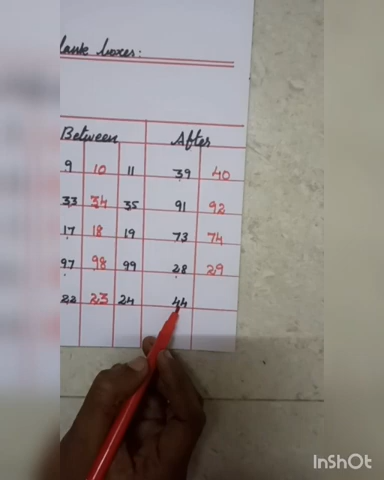 boxes:
Between After
9 10 11 39 40
33 34 35 91 92
17 18 19 73 74
97 98 99 28 29
22 23 24 44
InShOt